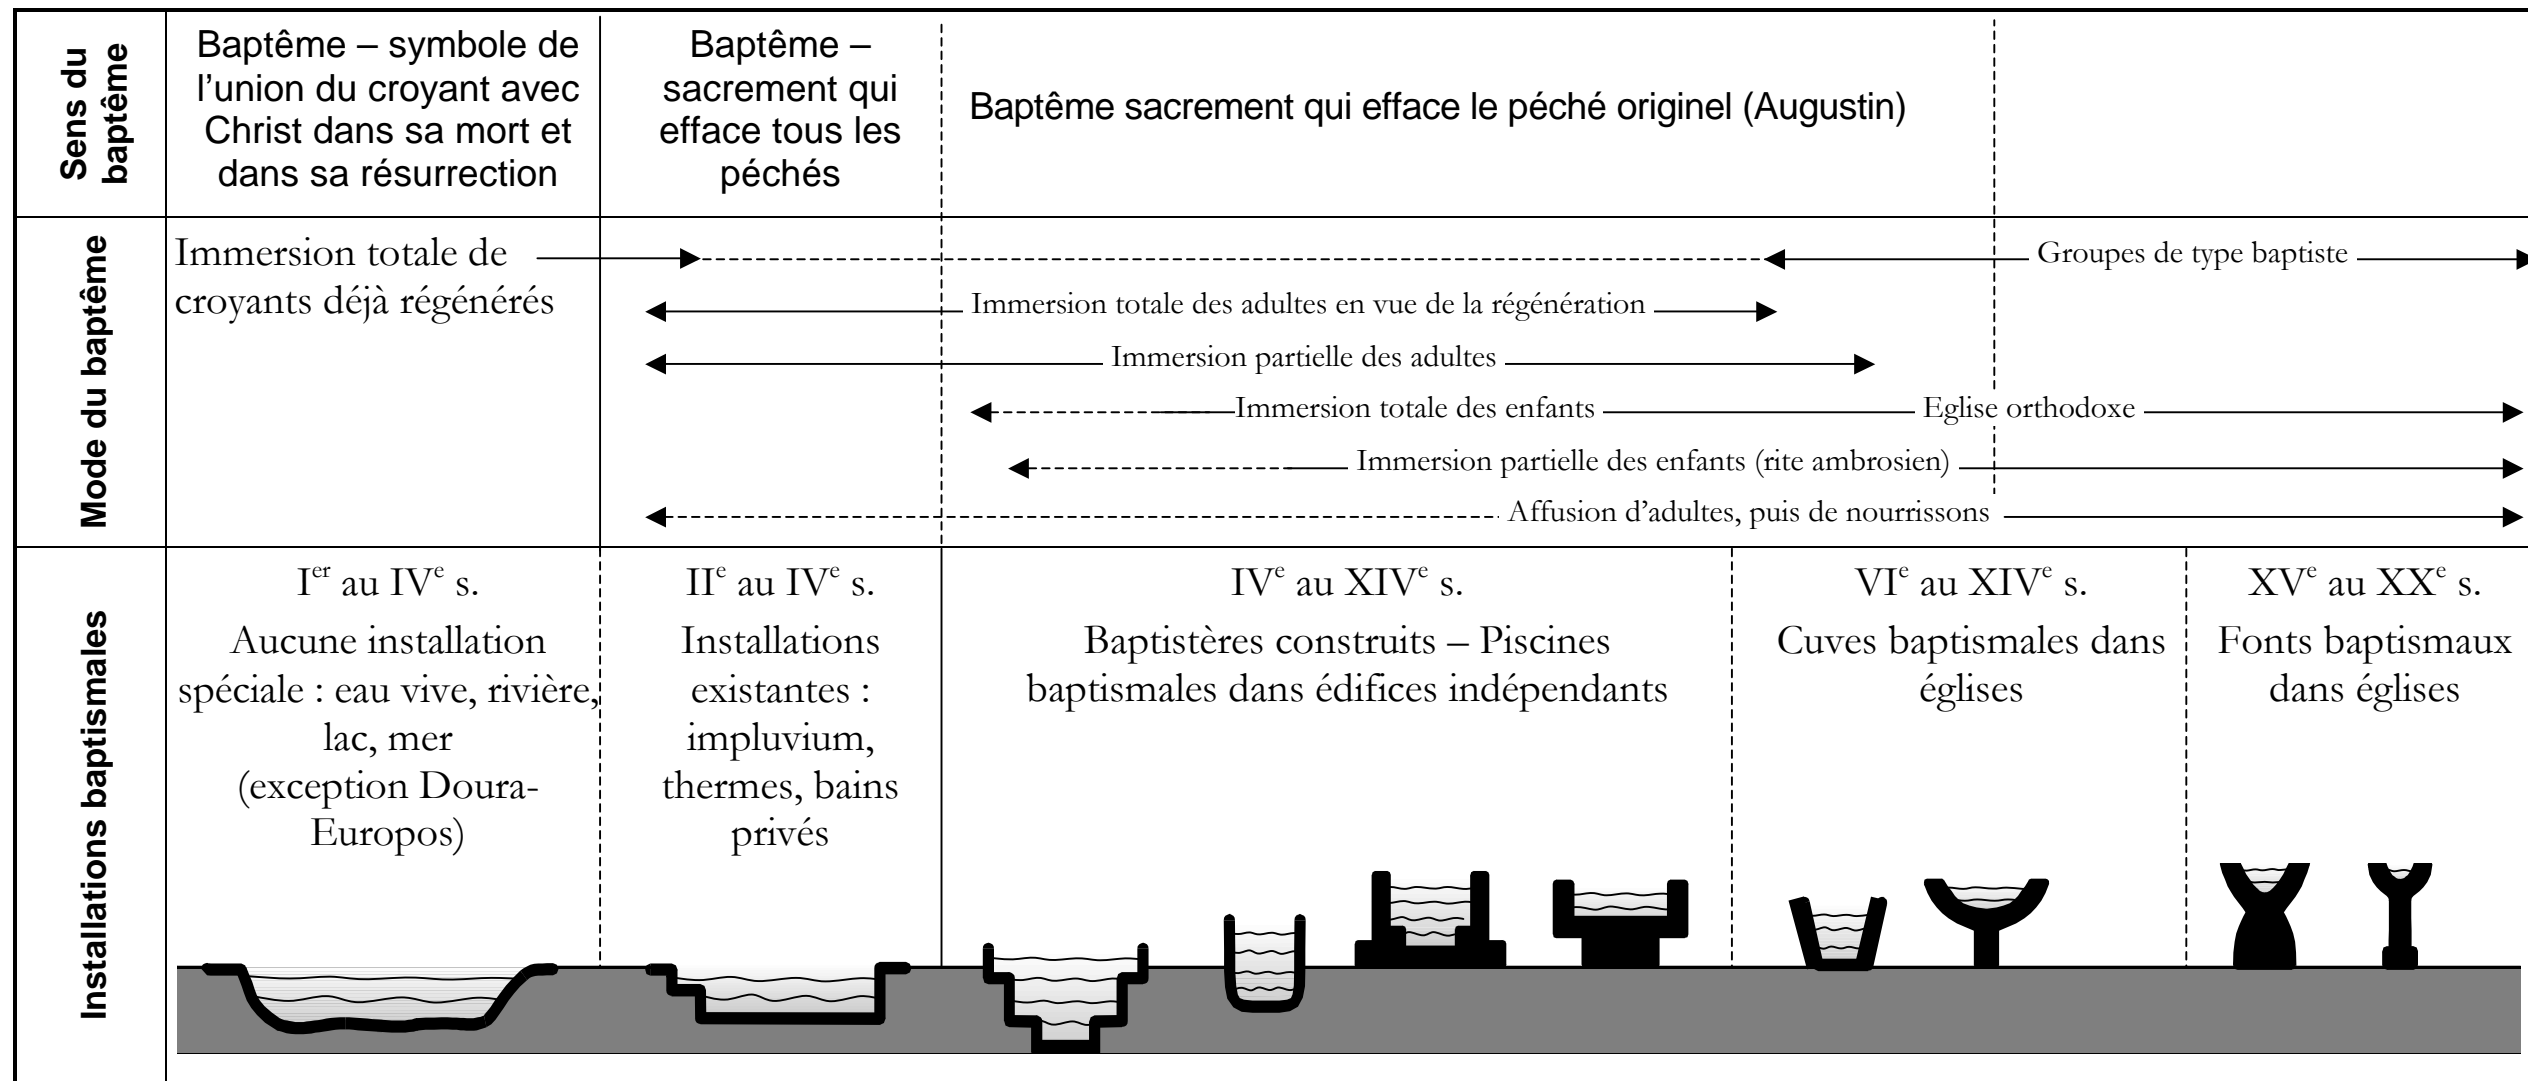 Sens du
baptême
Baptême – symbole de
l’union du croyant avec
Christ dans sa mort et
dans sa résurrection
Baptême –
sacrement qui
efface tous les
péchés
Baptême sacrement qui efface le péché originel (Augustin)
Mode du baptême
Immersion totale de
croyants déjà régénérés
Groupes de type baptiste
Immersion totale des adultes en vue de la régénération
Immersion partielle des adultes
Immersion totale des enfants
Eglise orthodoxe
Immersion partielle des enfants (rite ambrosien)
Affusion d’adultes, puis de nourrissons
Installations baptismales
Ier au IVe s.
Aucune installation
spéciale : eau vive, rivière,
lac, mer
(exception Doura-
Europos)
IIe au IVe s.
Installations
existantes :
impluvium,
thermes, bains
privés
IVe au XIVe s.
Baptistères construits – Piscines
baptismales dans édifices indépendants
VIe au XIVe s.
Cuves baptismales dans
églises
XVe au XXe s.
Fonts baptismaux
dans églises